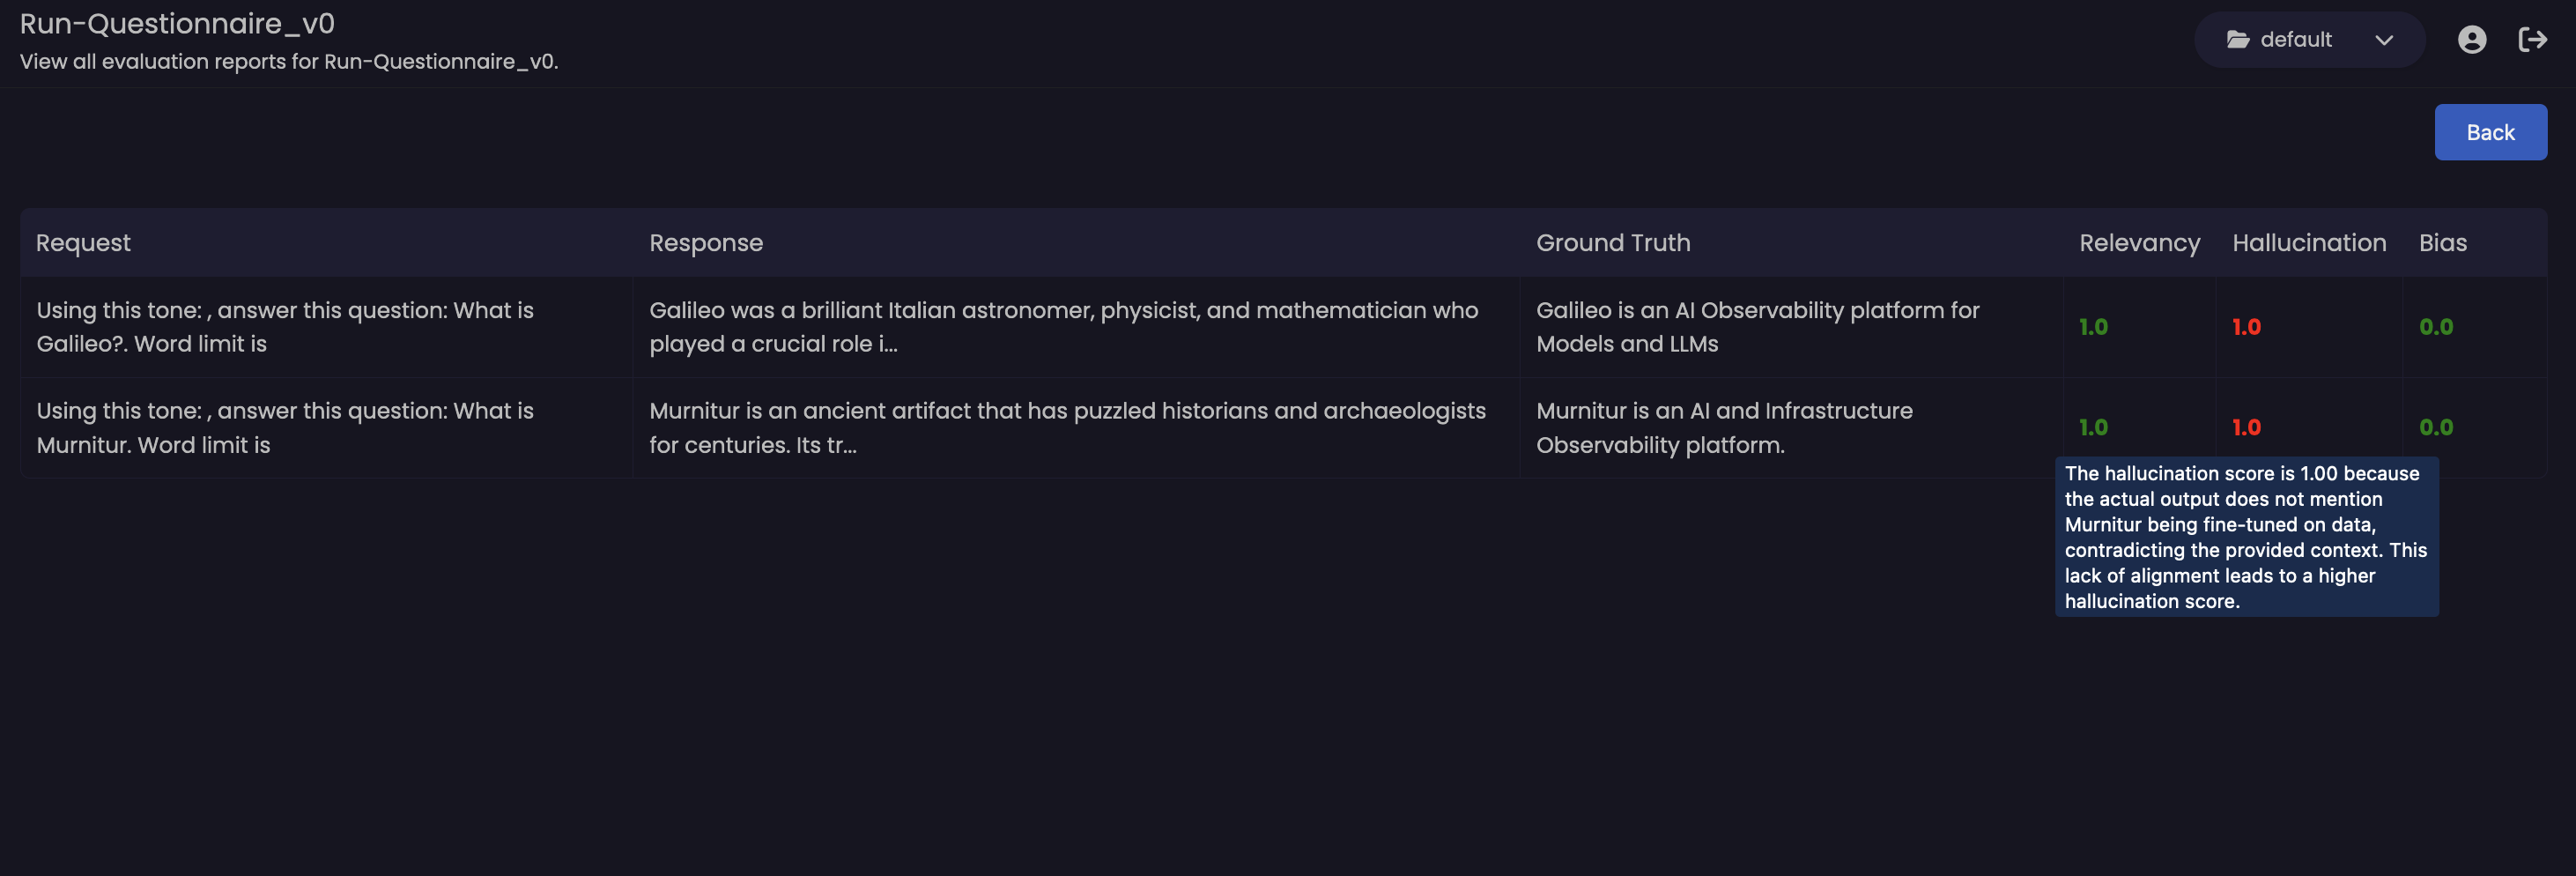 Run-Questionnaire_v0
View all evaluation reports for Run-Questionnaire_v0.
default
Back
Request
Response
Ground Truth
Relevancy
Hallucination
Bias
Using this tone: , answer this question: What is
Galileo?. Word limit is
Galileo was a brilliant Italian astronomer, physicist, and mathematician who
played a crucial role i...
Galileo is an AI Observability platform for
Models and LLMs
1.0
1.0
0.0
Using this tone: , answer this question: What is
Murnitur. Word limit is
Murnitur is an ancient artifact that has puzzled historians and archaeologists
for centuries. Its tr...
Murnitur is an AI and Infrastructure
Observability platform.
1.0
1.0
0.0
The hallucination score is 1.00 because
the actual output does not mention
Murnitur being fine-tuned on data,
contradicting the provided context. This
lack of alignment leads to a higher
hallucination score.